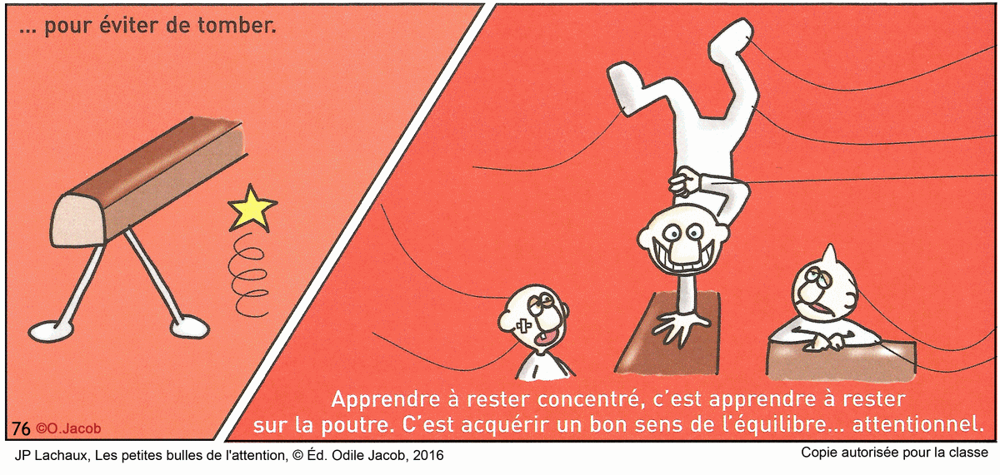 ... pour éviter de tomber.
Apprendre à rester concentré, c'est apprendre à rester
sur la poutre. C'est acquérir un bon sens de l'équilibre... attentionnel.
76 ©O.Jacob
JP Lachaux, Les petites bulles de l'attention, © Éd. Odile Jacob, 2016
Copie autorisée pour la classe